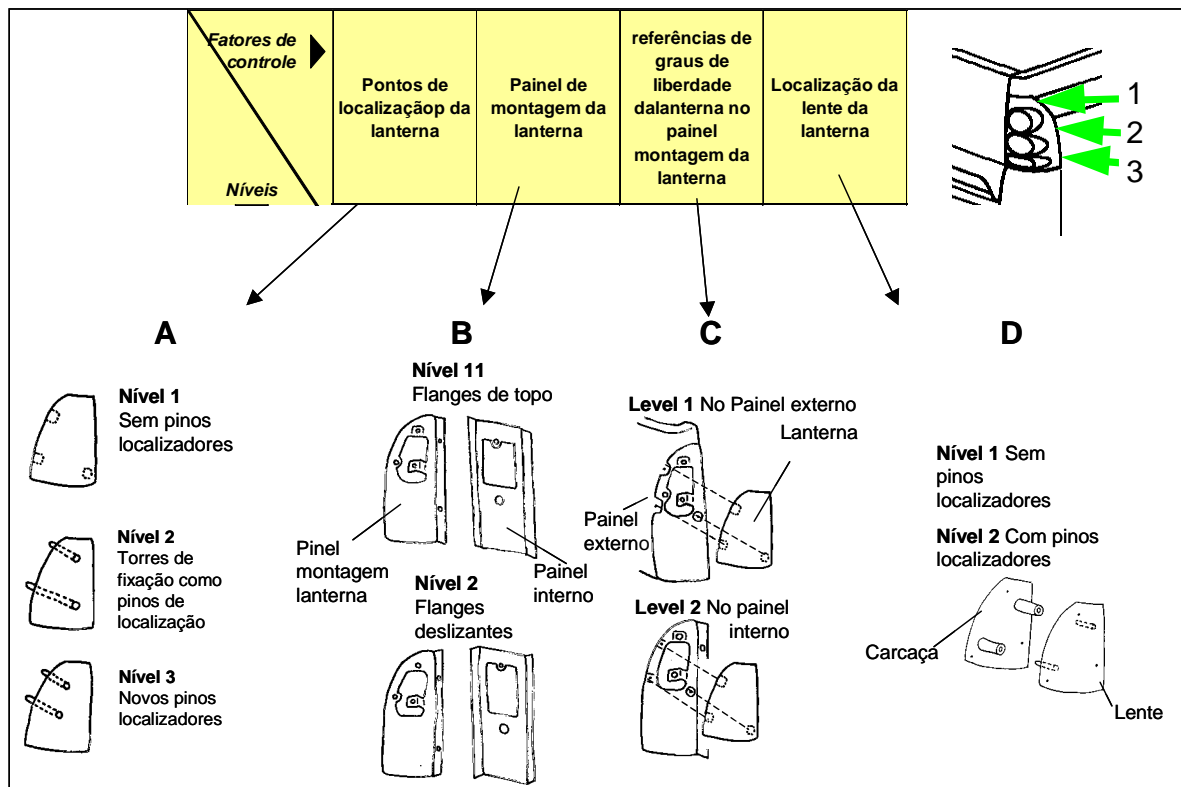 Fatores de
controle
Níveis
Pontos de
localizaçãop da
lanterna
Painel de
montagem da
lanterna
referências de
graus de
liberdade
dalanterna no
painel
montagem da
lanterna
Localização da
lente da
lanterna
1
2
3
A
Nível 1
Sem pinos
localizadores
Nível 2
Torres de
fixação como
pinos de
localização
Nível 3
Novos pinos
localizadores
B
Nível 11
Flanges de topo
Pinel
montagem
lanterna
Painel
interno
Nível 2
Flanges
deslizantes
C
Level 1 No Painel externo
Lanterna
Painel
externo
Level 2 No painel
interno
D
Nível 1 Sem
pinos
localizadores
Nível 2 Com pinos
localizadores
Carcaçá
Lente